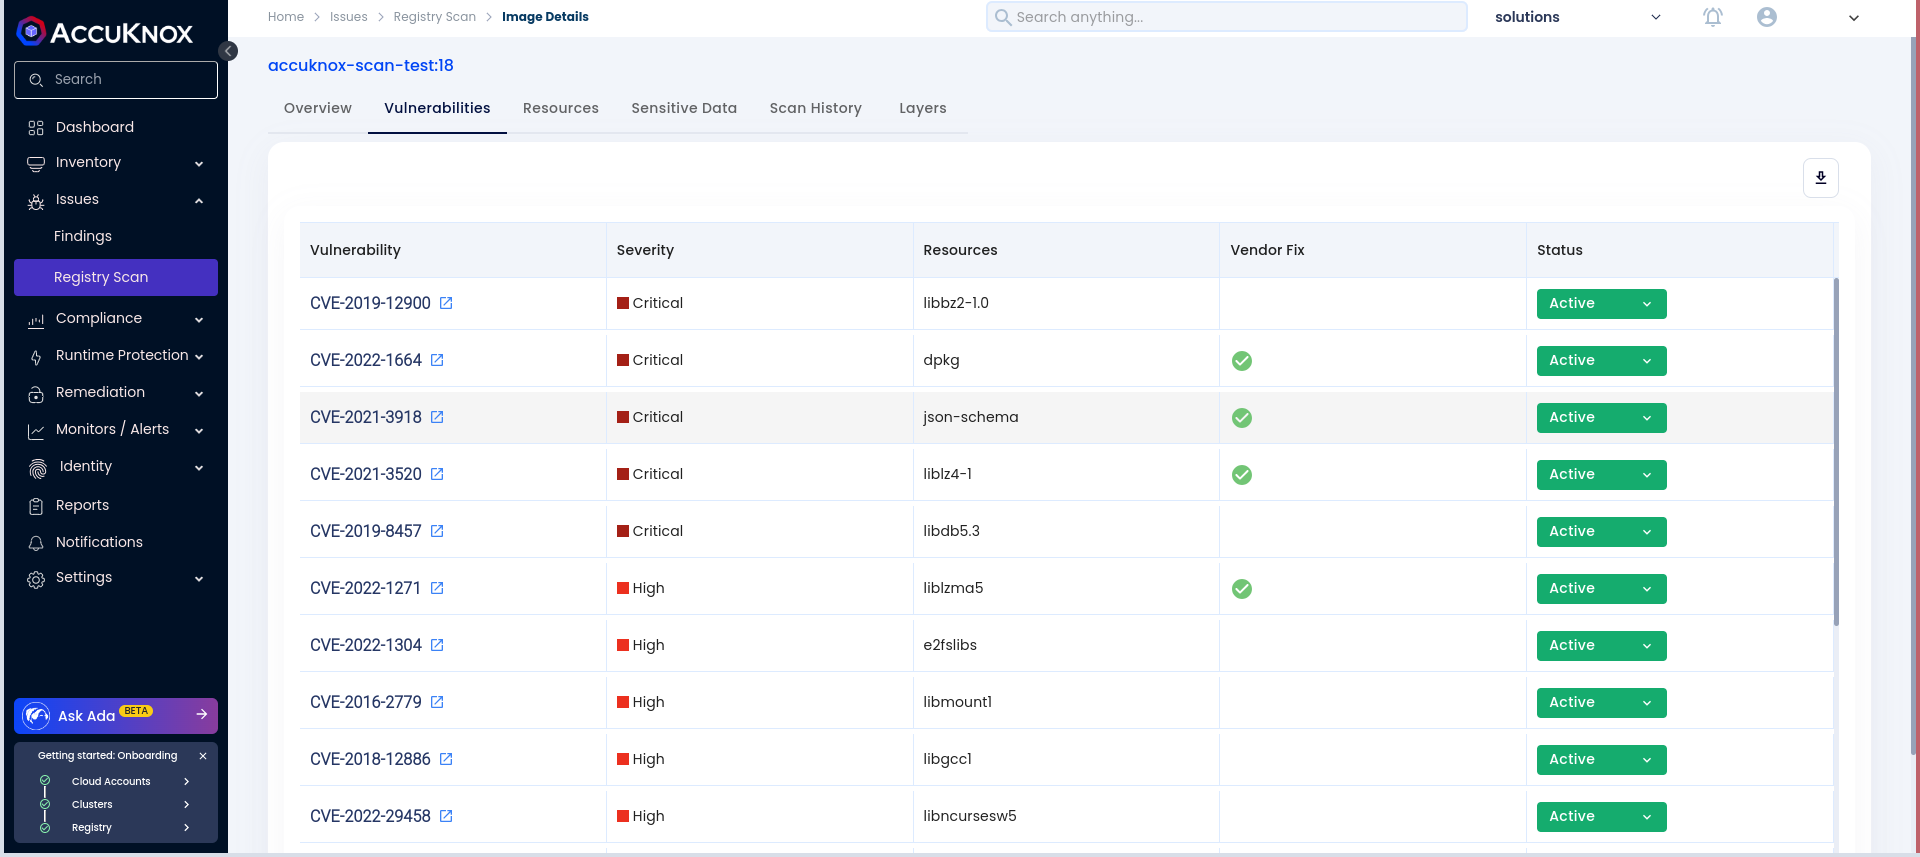 Home > Issues > Registry Scan > Image Details
Search anything...
solutions
ACCUKNOX
Search
Dashboard
Inventory
Issues
Findings
Registry Scan
Compliance
Runtime Protection
Remediation
Monitors / Alerts
Identity
Reports
Notifications
Settings
Ask Ada BETA
Getting started: Onboarding
Cloud Accounts
Clusters
Registry
accuknox-scan-test:18
Overview Vulnerabilities Resources Sensitive Data Scan History Layers
Vulnerability Severity Resources Vendor Fix Status
CVE-2019-12900 Critical libbz2-1.0 Active
CVE-2022-1664 Critical dpkg Active
CVE-2021-3918 Critical json-schema Active
CVE-2021-3520 Critical liblz4-1 Active
CVE-2019-8457 Critical libdb5.3 Active
CVE-2022-1271 High liblzma5 Active
CVE-2022-1304 High e2fslibs Active
CVE-2016-2779 High libmount1 Active
CVE-2018-12886 High libgcc1 Active
CVE-2022-29458 High libncursesw5 Active